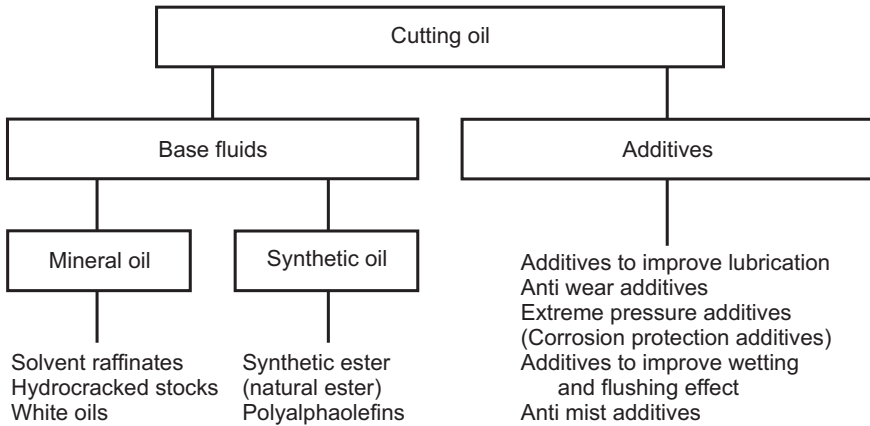 Cutting oil
Base fluids
Additives
Mineral oil
Synthetic oil
Solvent raffinates
Hydrocracked stocks
White oils
Synthetic ester
(natural ester)
Polyalphaolefins
Additives to improve lubrication
Anti wear additives
Extreme pressure additives
(Corrosion protection additives)
Additives to improve wetting
and flushing effect
Anti mist additives